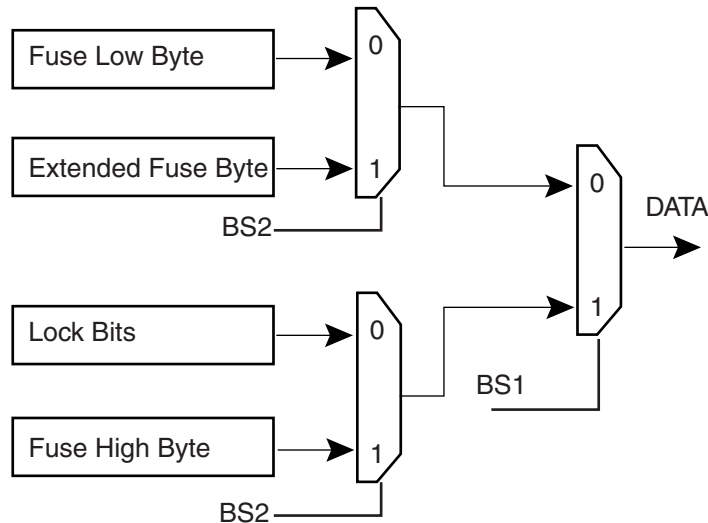 Fuse Low Byte
0
Extended Fuse Byte
1
BS2
0
DATA
Lock Bits
0
1
BS1
Fuse High Byte
1
BS2